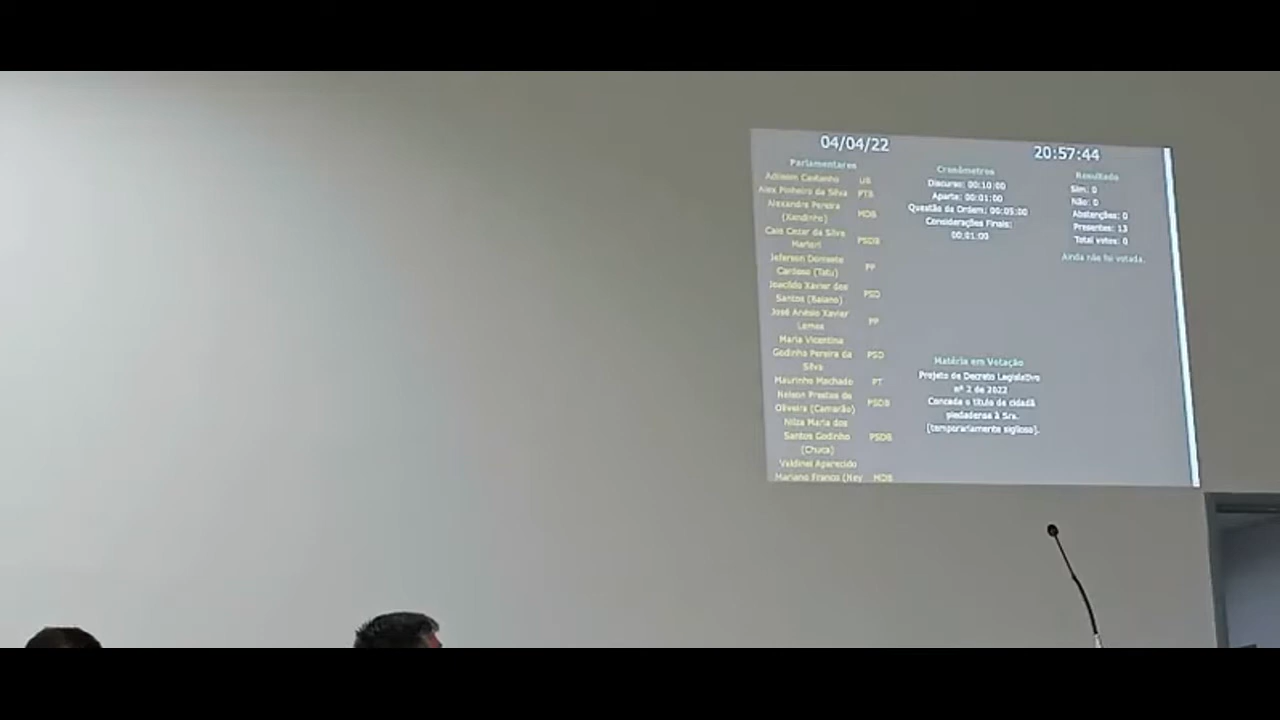 04/04/22
20:57:44
Parlamentares
Adilson Castanho UB
Alex Pinheiro da Silva PTB
Alexandre Pereira
(Xandinho) MDB
Caio Cezar da Silva
Martori PSDB
Jeferson Donisete
Cardoso (Tatu) PP
Joacildo Xavier dos
Santos (Baiano) PSD
José Anésio Xavier
Lemes PP
Maria Vicentina
Godinho Pereira da PSD
Silva
Maurinho Machado PT
Nelson Prestes de
Oliveira (Camarão) PSDB
Nilza Maria dos
Santos Godinho PSDB
(Chuca)
Valdinei Aparecido
Mariano Franco (Ney MDB
Cronômetros
Discurso: 00:10:00
Aparte: 00:01:00
Questão de Ordem: 00:05:00
Considerações Finais:
00:01:00
Matéria em Votação
Projeto de Decreto Legislativo
nº 2 de 2022
Concede o título de cidadã
piedadense à Sra.
[temporariamente sigiloso].
Resultado
Sim: 0
Não: 0
Abstenções: 0
Presentes: 13
Total votos: 0
Ainda não foi votada.